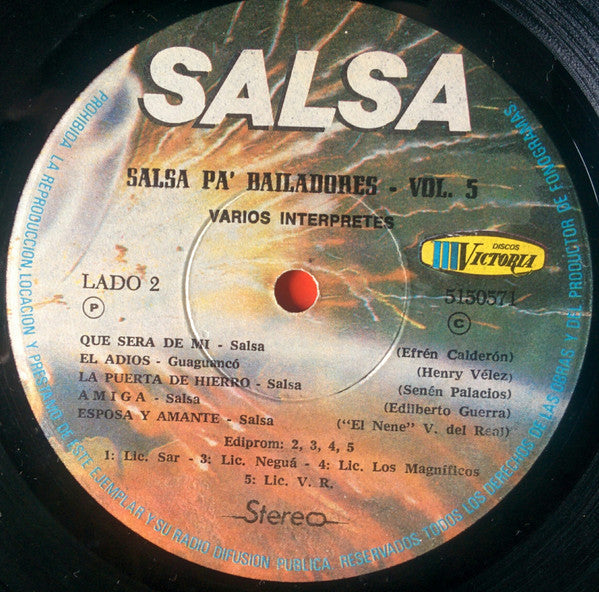 SALSA
SALSA PA' BAILADORES - VOL. 5
VARIOS INTERPRETES
DISCOS
VICTORIA
LADO 2
5150571
P
C
QUE SERA DE MI - Salsa (Efrén Calderón)
EL ADIOS - Guaguancó (Henry Vélez)
LA PUERTA DE HIERRO - Salsa (Senén Palacios)
AMIGA - Salsa (Edilberto Guerra)
ESPOSA Y AMANTE - Salsa ("El Nene" V. del Real)
Ediprom: 2, 3, 4, 5
1: Lic. Sar - 3: Lic. Neguá - 4: Lic. Los Magníficos
5: Lic. V. R.
Stereo
PROHIBIDA LA REPRODUCCION, LOCACION Y PRESTAMO DE ESTE EJEMPLAR Y SU RADIO DIFUSION PUBLICA, RESERVADOS TODOS LOS DERECHOS DE LAS OBRAS Y DEL PRODUCTOR DE FONOGRAMAS